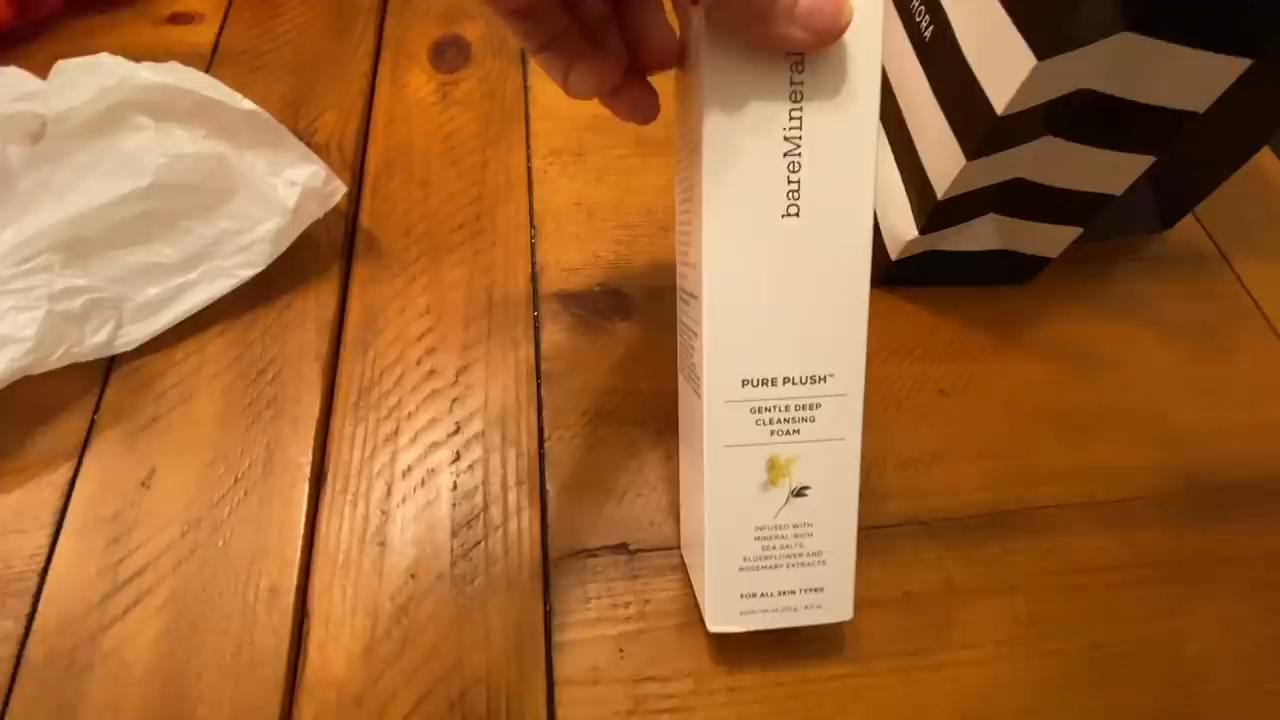 HORA
bareMineral
PURE PLUSH™
GENTLE DEEP
CLEANSING
FOAM
INFUSED WITH
MINERAL-RICH
SEA SALTS,
ELDERFLOWER AND
ROSEMARY EXTRACTS
FOR ALL SKIN TYPES